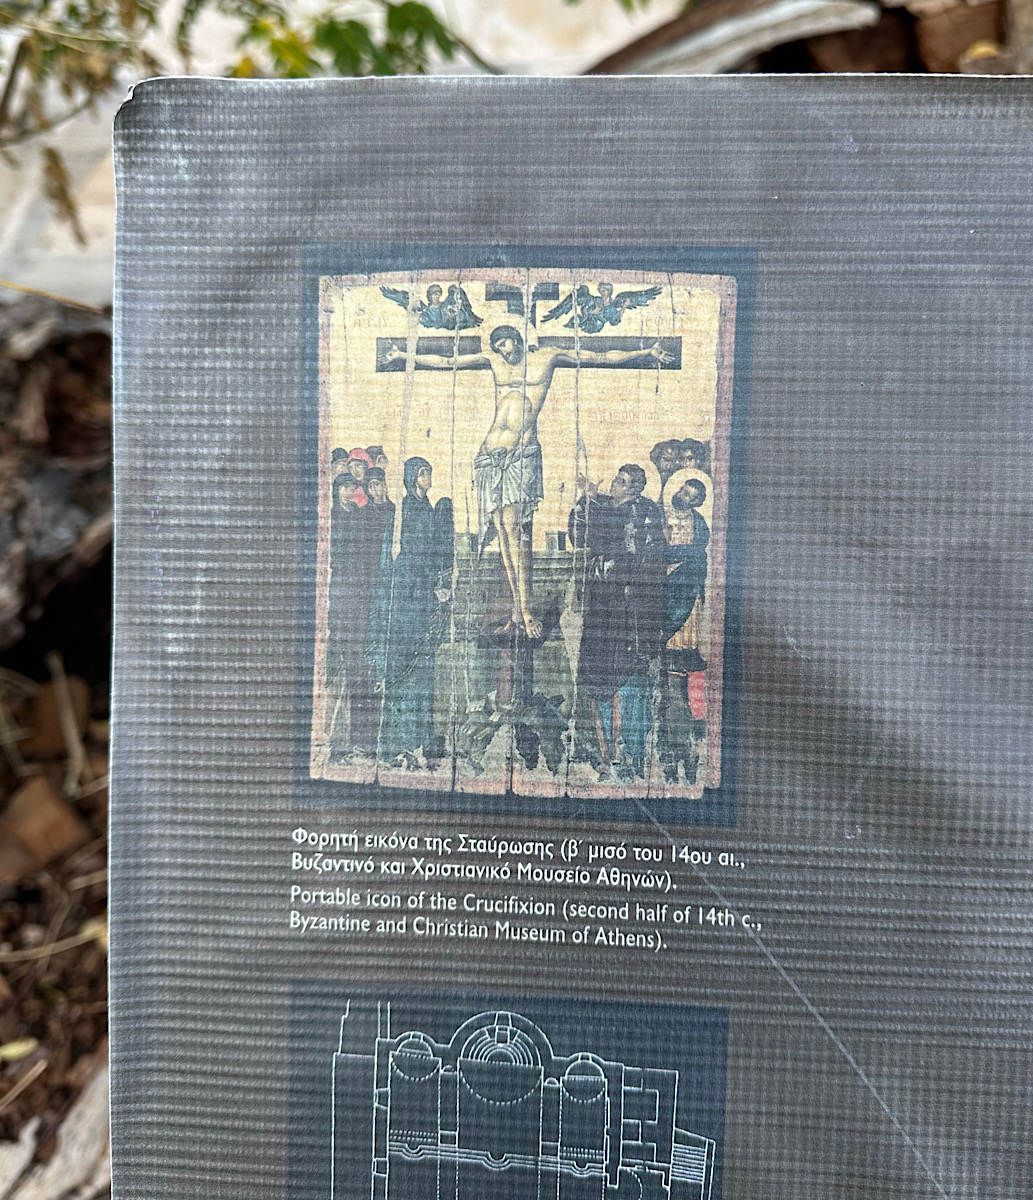 Φορητή εικόνα της Σταύρωσης (β΄ μισό του 14ου αι.,
Βυζαντινό και Χριστιανικό Μουσείο Αθηνών).
Portable icon of the Crucifixion (second half of 14th c.,
Byzantine and Christian Museum of Athens).